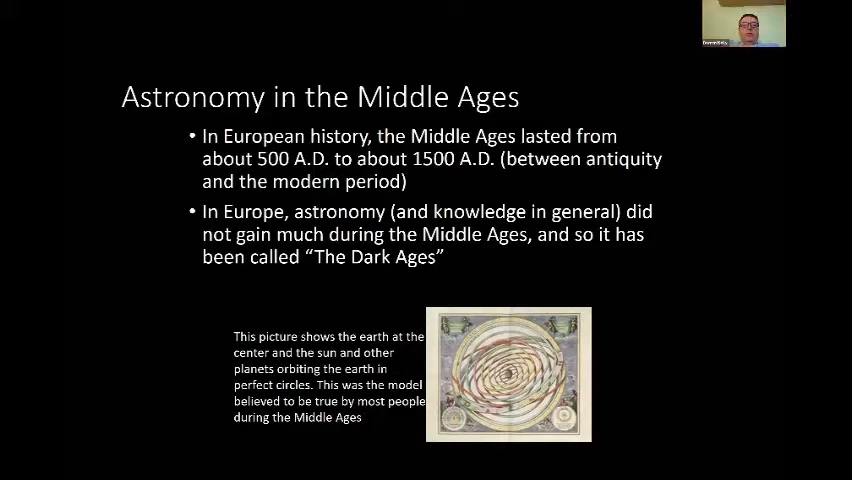 Astronomy in the Middle Ages
• In European history, the Middle Ages lasted from
about 500 A.D. to about 1500 A.D. (between antiquity
and the modern period)
• In Europe, astronomy (and knowledge in general) did
not gain much during the Middle Ages, and so it has
been called “The Dark Ages”
This picture shows the earth at the
center and the sun and other
planets orbiting the earth in
perfect circles. This was the model
believed to be true by most people
during the Middle Ages